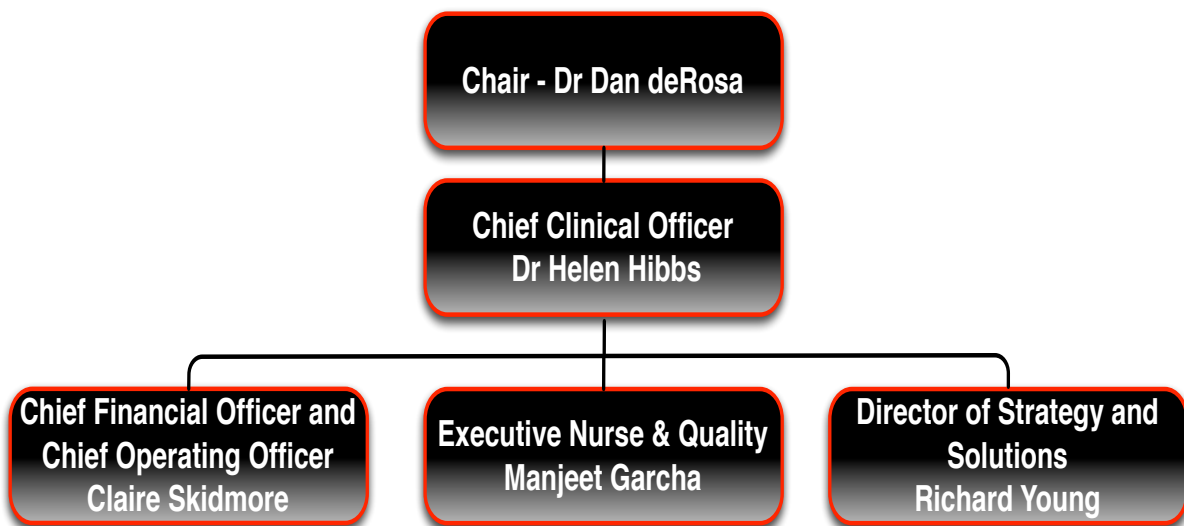 Chair - Dr Dan deRosa
Chief Clinical Officer
Dr Helen Hibbs
Chief Financial Officer and
Chief Operating Officer
Claire Skidmore
Executive Nurse & Quality
Manjeet Garcha
Director of Strategy and
Solutions
Richard Young